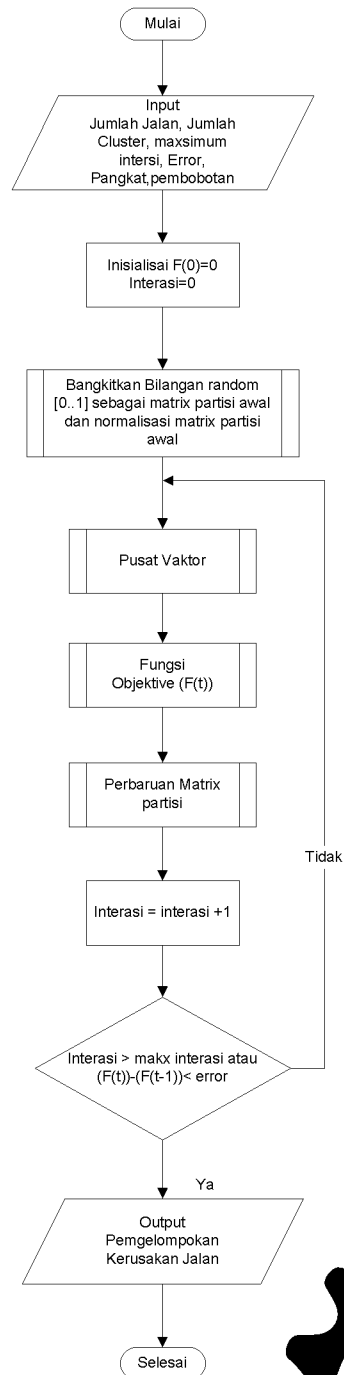 Mulai
Input
Jumlah Jalan, Jumlah
Cluster, maxsimum
intersi, Error,
Pangkat,pembobotan
Inisialisai F(0)=0
Interasi=0
Bangkitkan Bilangan random
[0..1] sebagai matrix partisi awal
dan normalisasi matrix partisi
awal
Pusat Vaktor
Fungsi
Objektive (F(t))
Perbaruan Matrix
partisi
Tidak
Interasi = interasi +1
Interasi > makx interasi atau
(F(t))-(F(t-1))< error
Ya
Output
Pemgelompokan
Kerusakan Jalan
Selesai